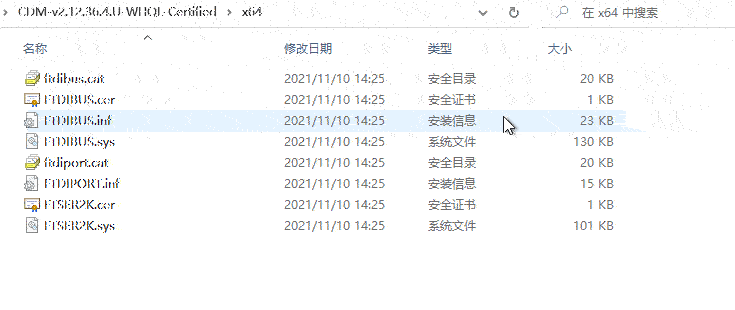 CDM-v2.12.36.4.U-WHQL-Certified > x64 在 x64 中搜索
名称 修改日期 类型 大小
ftdibus.cat 2021/11/10 14:25 安全目录 20 KB
FTDIBUS.cer 2021/11/10 14:25 安全证书 1 KB
FTDIBUS.inf 2021/11/10 14:25 安装信息 23 KB
FTDIBUS.sys 2021/11/10 14:25 系统文件 130 KB
ftdiport.cat 2021/11/10 14:25 安全目录 20 KB
FTDIPORT.inf 2021/11/10 14:25 安装信息 15 KB
FTSER2K.cer 2021/11/10 14:25 安全证书 1 KB
FTSER2K.sys 2021/11/10 14:25 系统文件 101 KB